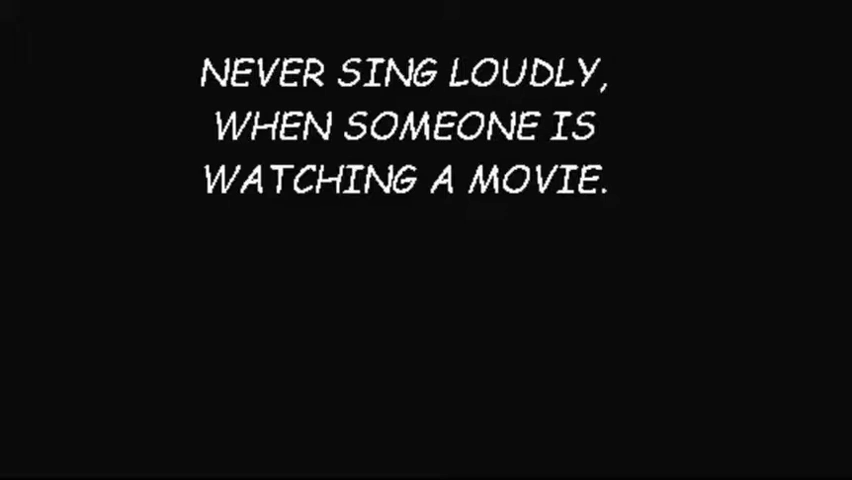 NEVER SING LOUDLY,
WHEN SOMEONE IS
WATCHING A MOVIE.